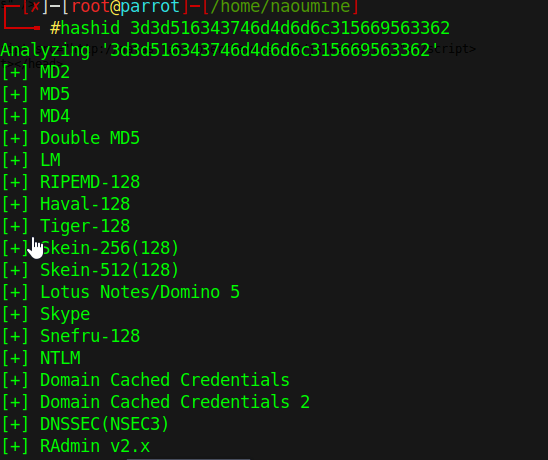 [✗]─[root@parrot]─[/home/naoumine]
#hashid 3d3d516343746d4d6d6c315669563362
Analyzing '3d3d516343746d4d6d6c315669563362'
[+] MD2
[+] MD5
[+] MD4
[+] Double MD5
[+] LM
[+] RIPEMD-128
[+] Haval-128
[+] Tiger-128
[+] Skein-256(128)
[+] Skein-512(128)
[+] Lotus Notes/Domino 5
[+] Skype
[+] Snefru-128
[+] NTLM
[+] Domain Cached Credentials
[+] Domain Cached Credentials 2
[+] DNSSEC(NSEC3)
[+] RAdmin v2.x